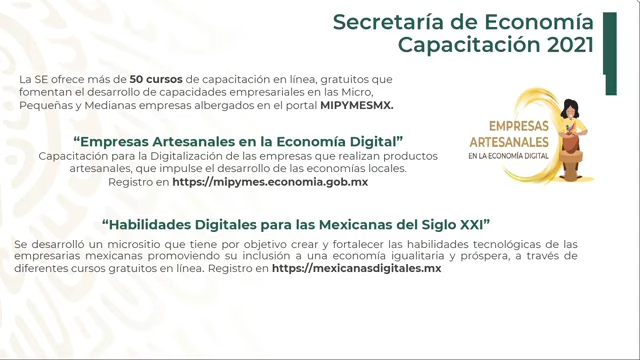 Secretaría de Economía
Capacitación 2021
La SE ofrece más de 50 cursos de capacitación en línea, gratuitos que
fomentan el desarrollo de capacidades empresariales en las Micro,
Pequeñas y Medianas empresas albergados en el portal MIPYMESMX.
EMPRESAS
ARTESANALES
EN LA ECONOMÍA DIGITAL
“Empresas Artesanales en la Economía Digital”
Capacitación para la Digitalización de las empresas que realizan productos
artesanales, que impulse el desarrollo de las economías locales.
Registro en https://mipymes.economia.gob.mx
“Habilidades Digitales para las Mexicanas del Siglo XXI”
Se desarrolló un micrositio que tiene por objetivo crear y fortalecer las habilidades tecnológicas de las
empresarias mexicanas promoviendo su inclusión a una economía igualitaria y próspera, a través de
diferentes cursos gratuitos en línea. Registro en https://mexicanasdigitales.mx